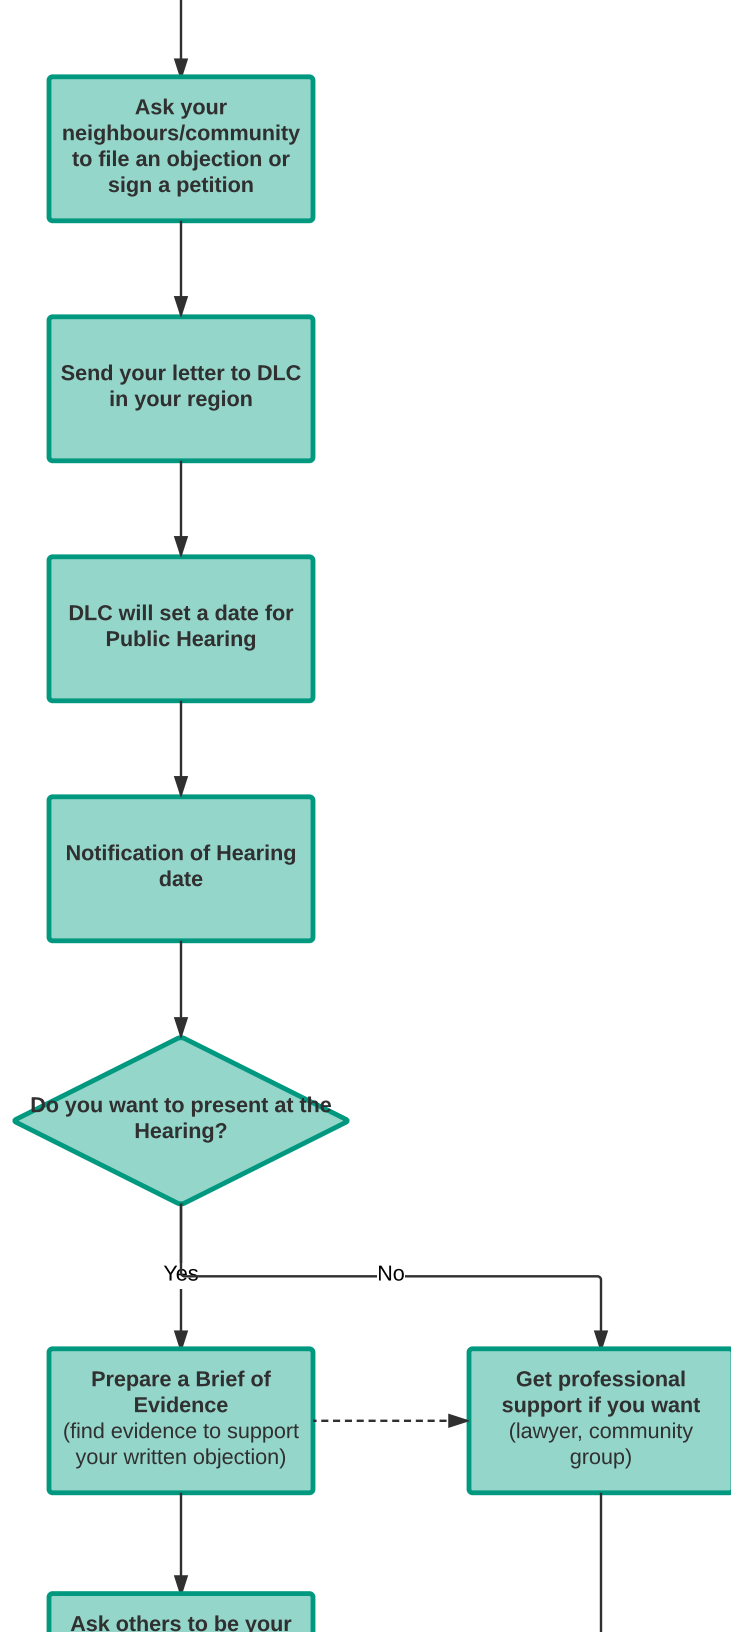 Ask your
neighbours/community
to file an objection or
sign a petition
Send your letter to DLC
in your region
DLC will set a date for
Public Hearing
Notification of Hearing
date
Do you want to present at the
Hearing?
Yes
No
Prepare a Brief of
Evidence
(find evidence to support
your written objection)
Get professional
support if you want
(lawyer, community
group)
Ask others to be your